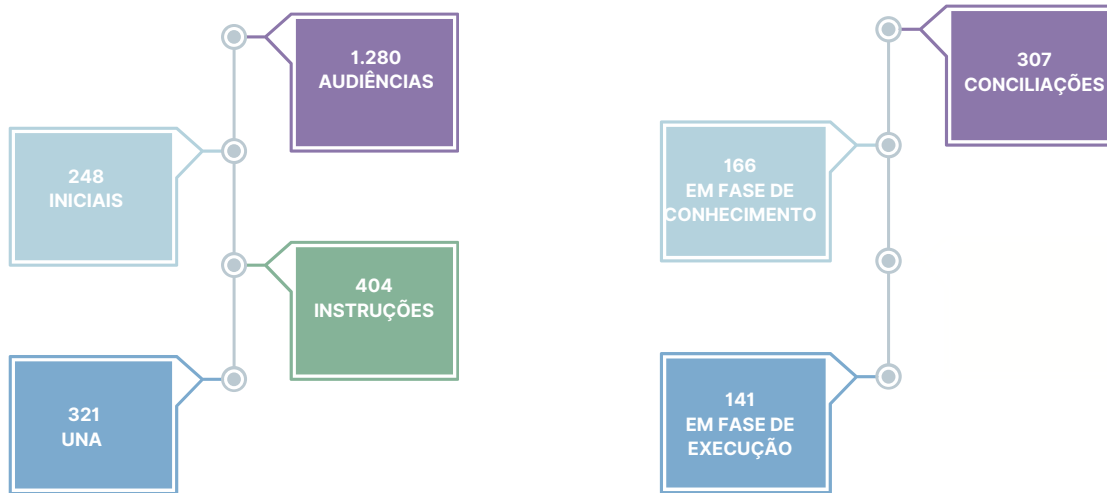 1.280
AUDIÊNCIAS
248
INICIAIS
404
INSTRUÇÕES
321
UNA
307
CONCILIAÇÕES
166
EM FASE DE
CONHECIMENTO
141
EM FASE DE
EXECUÇÃO